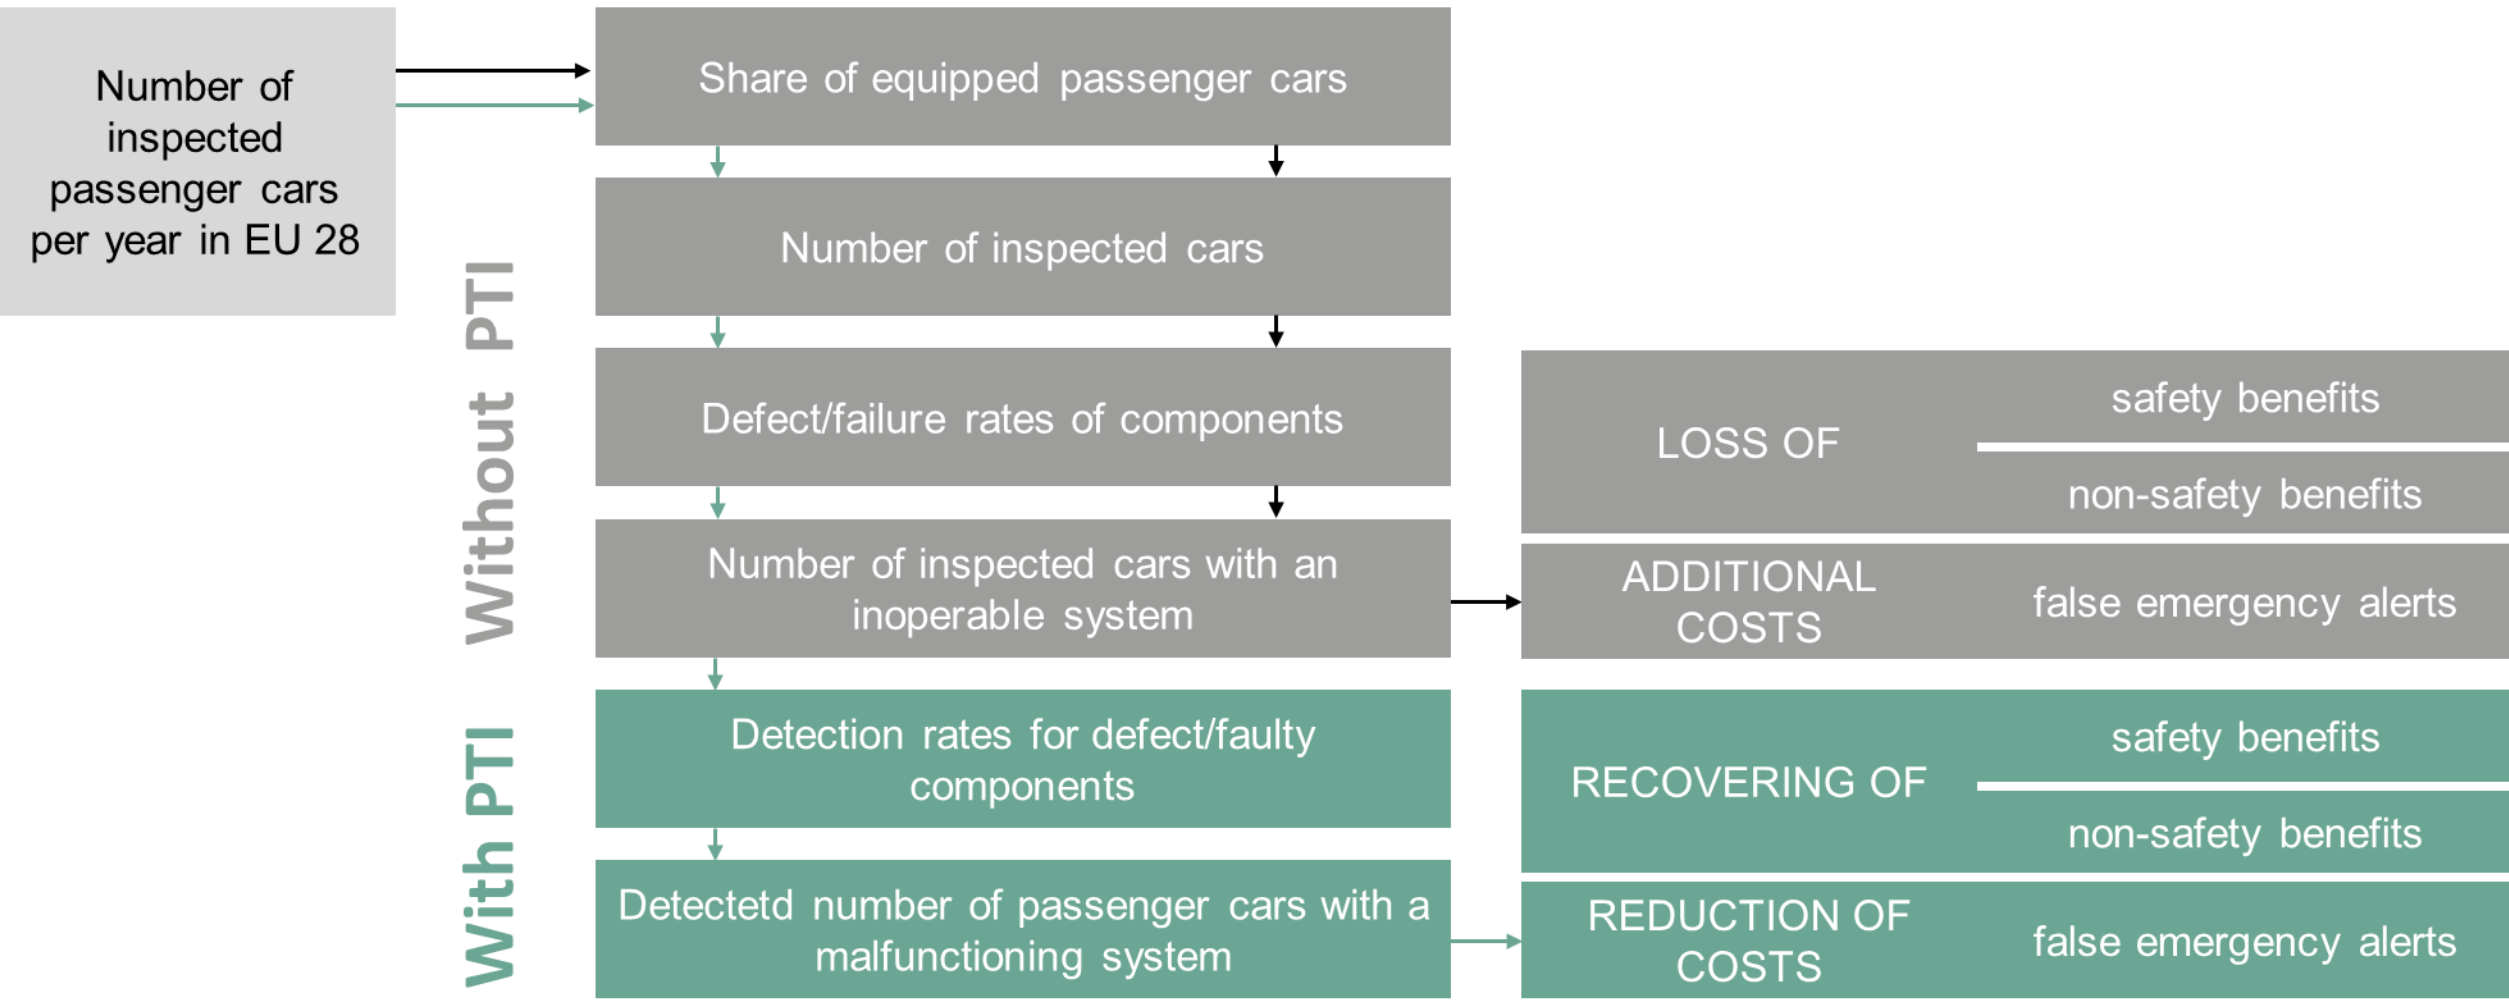 Number of
inspected
passenger cars
per year in EU 28
Share of equipped passenger cars
Number of inspected cars
Defect/failure rates of components
Number of inspected cars with an
inoperable system
Without PTI
LOSS OF
safety benefits
non-safety benefits
ADDITIONAL
COSTS
false emergency alerts
With PTI
Detection rates for defect/faulty
components
Detectetd number of passenger cars with a
malfunctioning system
RECOVERING OF
safety benefits
non-safety benefits
REDUCTION OF
COSTS
false emergency alerts